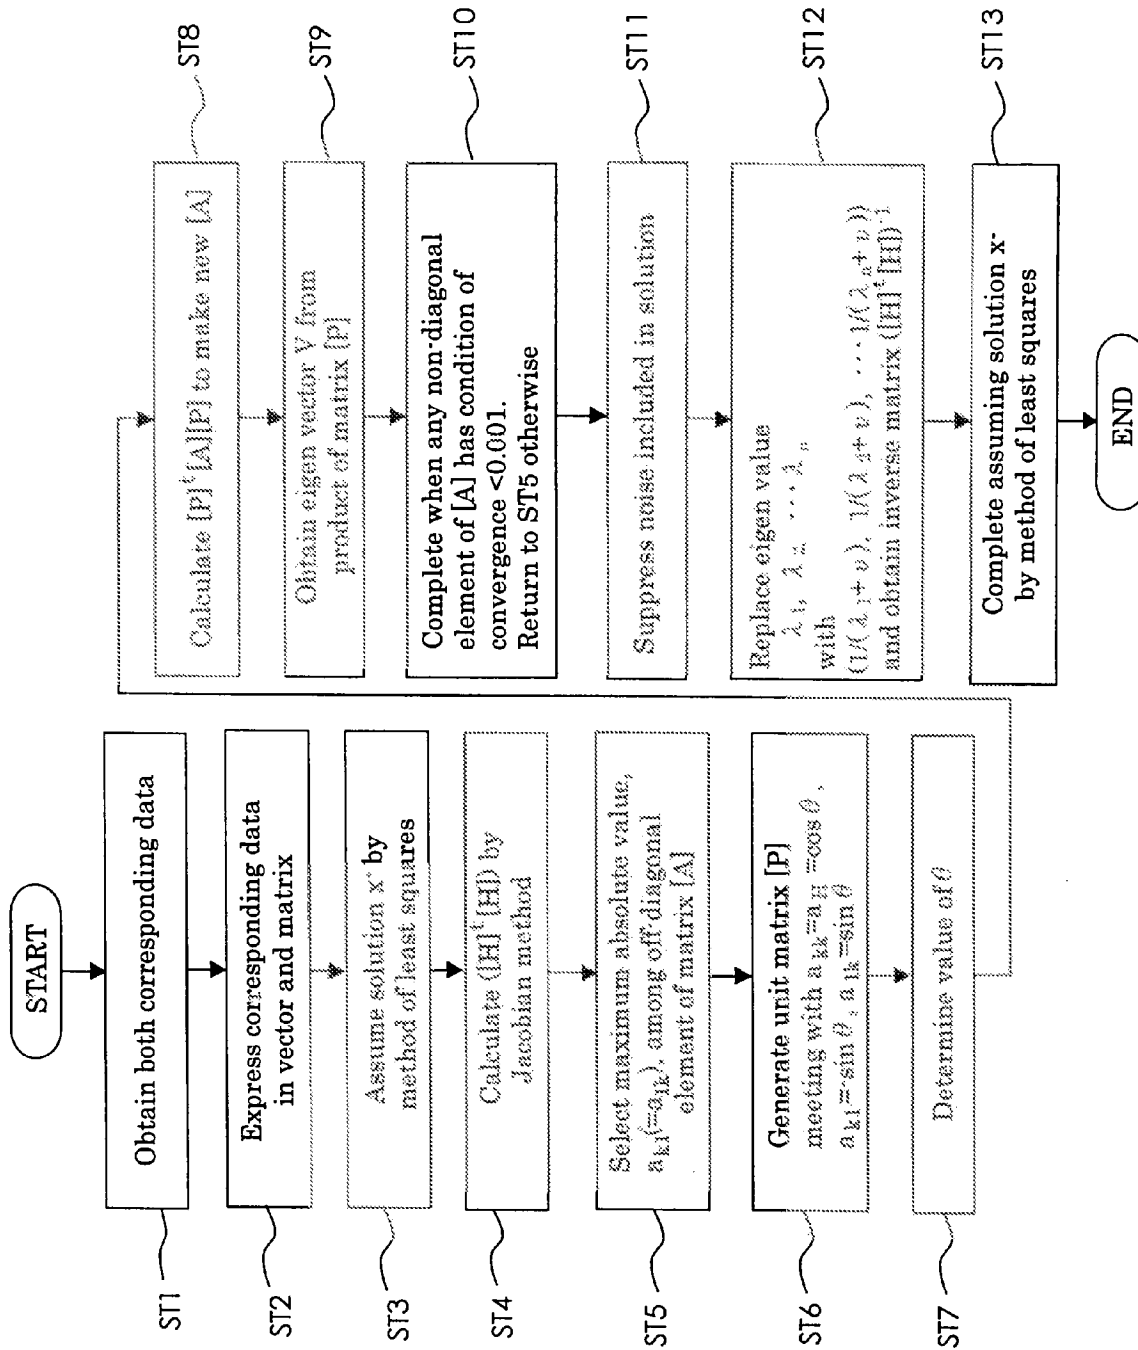 START
ST1
Obtain both corresponding data
ST2
Express corresponding data
in vector and matrix
ST3
Assume solution x^ by
method of least squares
ST4
Calculate ([H]ᵗ[H]) by
Jacobian method
ST5
Select maximum absolute value,
aₖₗ(=aₗₖ), among off-diagonal
element of matrix [A]
ST6
Generate unit matrix [P]
meeting with aₖₖ=aₗₗ=cos θ,
aₖₗ=-sin θ, aₗₖ=sin θ
ST7
Determine value of θ
ST8
Calculate [P]ᵗ[A][P] to make new [A]
ST9
Obtain eigen vector V from
product of matrix [P]
ST10
Complete when any non-diagonal
element of [A] has condition of
convergence <0.001.
Return to ST5 otherwise
ST11
Suppress noise included in solution
ST12
Replace eigen value
λ₁, λ₂ ⋯ λₙ
with
(1/(λ₁+υ), 1/(λ₂+υ), ⋯ 1/(λₙ+υ))
and obtain inverse matrix ([H]ᵗ[H])⁻¹
ST13
Complete assuming solution x-
by method of least squares
END